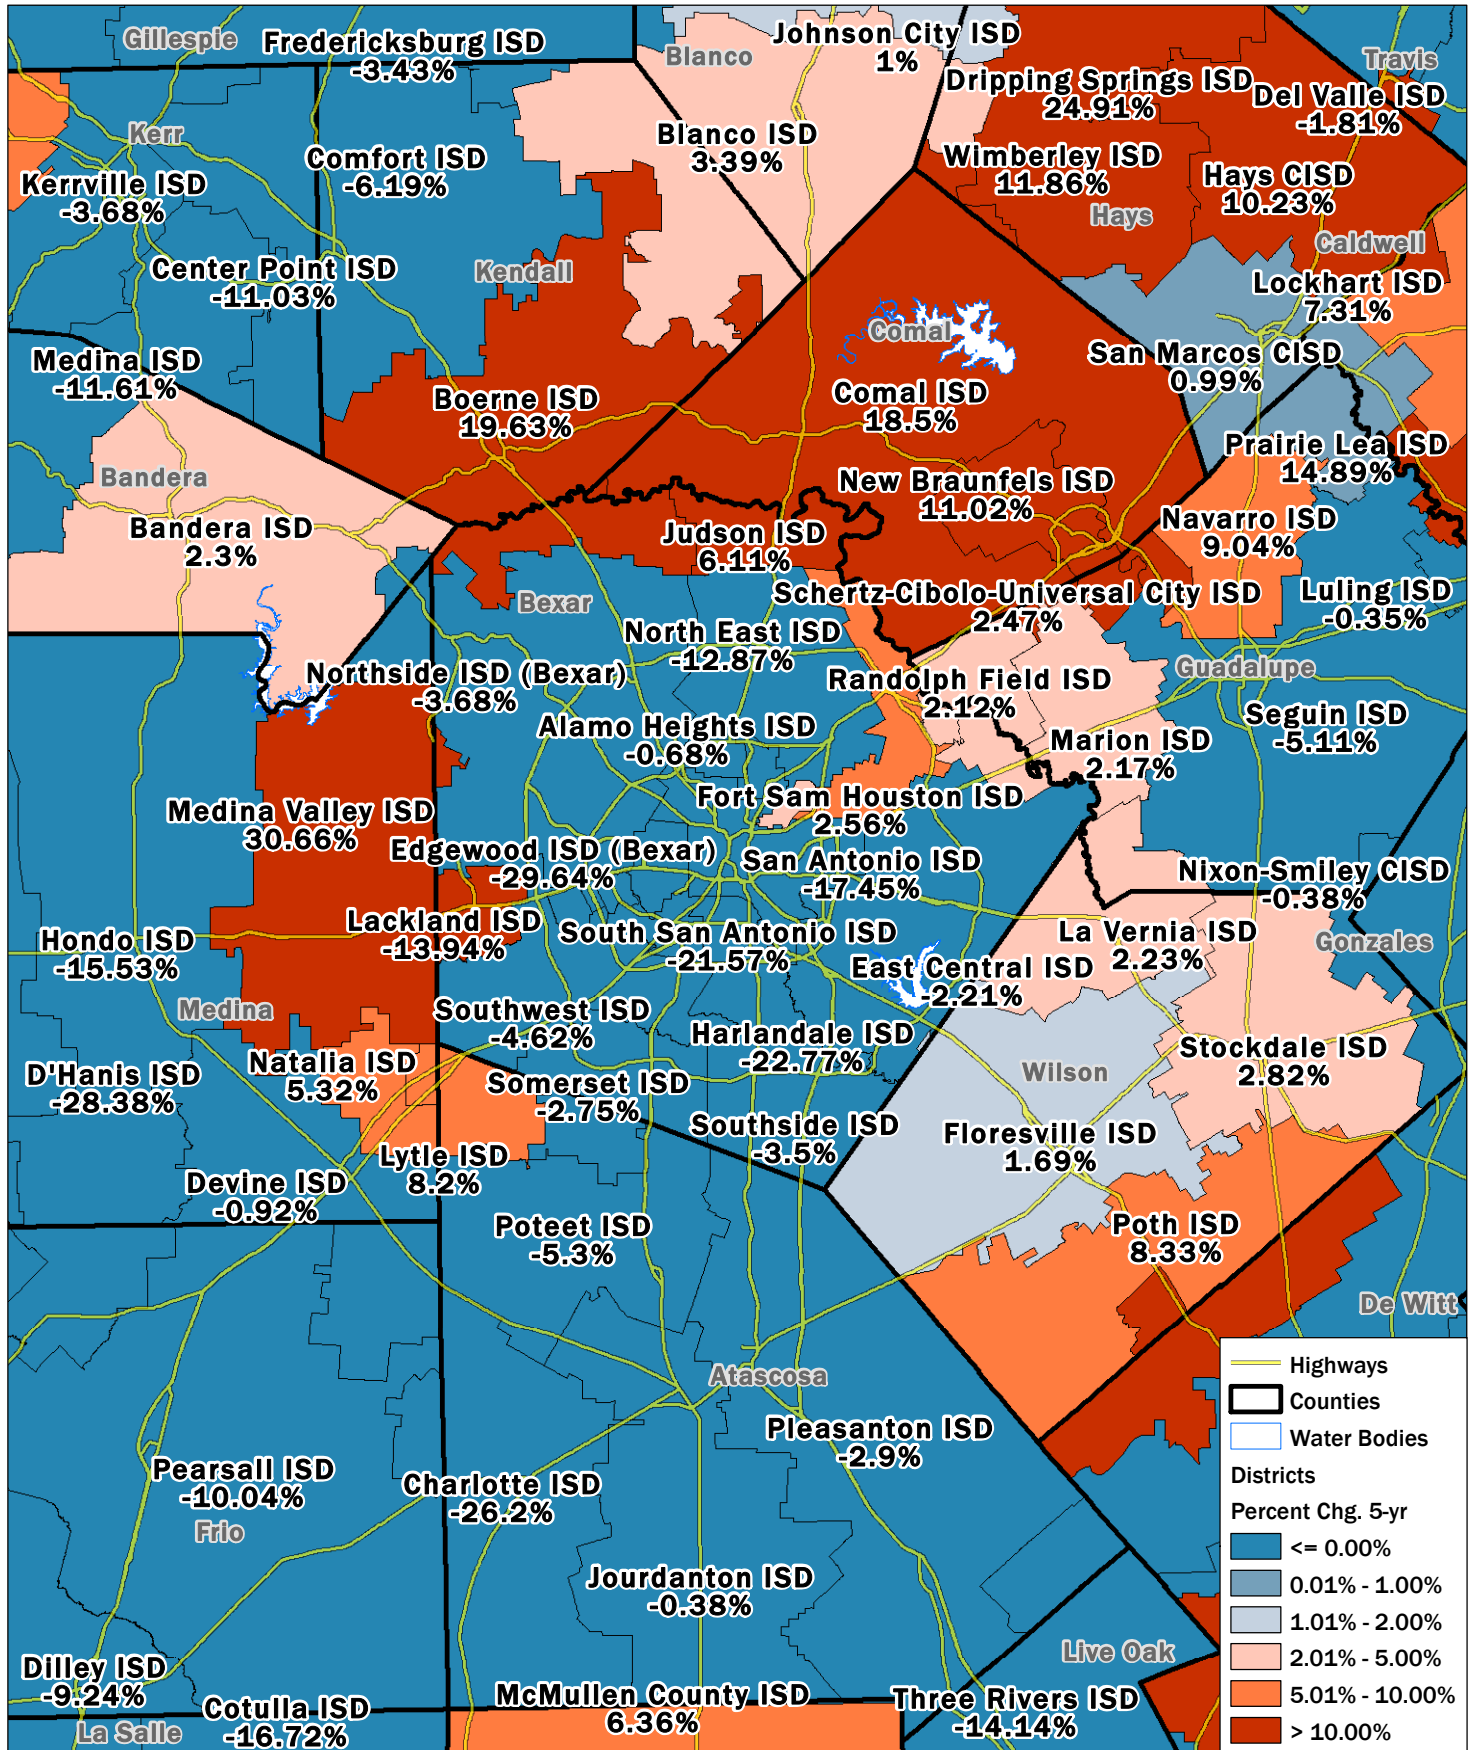 Gillespie
Fredericksburg ISD
-3.43%
Blanco
Johnson City ISD
1%
Travis
Dripping Springs ISD
24.91%
Del Valle ISD
-1.81%
Kerr
Blanco ISD
3.39%
Comfort ISD
-6.19%
Wimberley ISD
11.86%
Hays CISD
10.23%
Kerrville ISD
-3.68%
Hays
Caldwell
Center Point ISD
-11.03%
Kendall
Lockhart ISD
7.31%
Comal
Medina ISD
-11.61%
San Marcos CISD
0.99%
Boerne ISD
19.63%
Comal ISD
18.5%
Prairie Lea ISD
14.89%
Bandera
New Braunfels ISD
11.02%
Bandera ISD
2.3%
Judson ISD
6.11%
Navarro ISD
9.04%
Bexar
Schertz-Cibolo-Universal City ISD
2.47%
Luling ISD
-0.35%
North East ISD
-12.87%
Northside ISD (Bexar)
-3.68%
Randolph Field ISD
2.12%
Guadalupe
Alamo Heights ISD
-0.68%
Seguin ISD
-5.11%
Marion ISD
2.17%
Medina Valley ISD
30.66%
Fort Sam Houston ISD
2.56%
Edgewood ISD (Bexar)
-29.64%
San Antonio ISD
-17.45%
Nixon-Smiley CISD
-0.38%
Lackland ISD
-13.94%
South San Antonio ISD
-21.57%
La Vernia ISD
2.23%
Hondo ISD
-15.53%
Gonzales
East Central ISD
-2.21%
Medina
Southwest ISD
-4.62%
Harlandale ISD
-22.77%
Natalia ISD
5.32%
Stockdale ISD
2.82%
D'Hanis ISD
-28.38%
Somerset ISD
-2.75%
Wilson
Southside ISD
-3.5%
Floresville ISD
1.69%
Lytle ISD
8.2%
Devine ISD
-0.92%
Poteet ISD
-5.3%
Poth ISD
8.33%
De Witt
Atascosa
Pleasanton ISD
-2.9%
Pearsall ISD
-10.04%
Frio
Charlotte ISD
-26.2%
Jourdanton ISD
-0.38%
Live Oak
Dilley ISD
-9.24%
Cotulla ISD
-16.72%
La Salle
McMullen County ISD
6.36%
Three Rivers ISD
-14.14%
Highways
Counties
Water Bodies
Districts
Percent Chg. 5-yr
<= 0.00%
0.01% - 1.00%
1.01% - 2.00%
2.01% - 5.00%
5.01% - 10.00%
> 10.00%